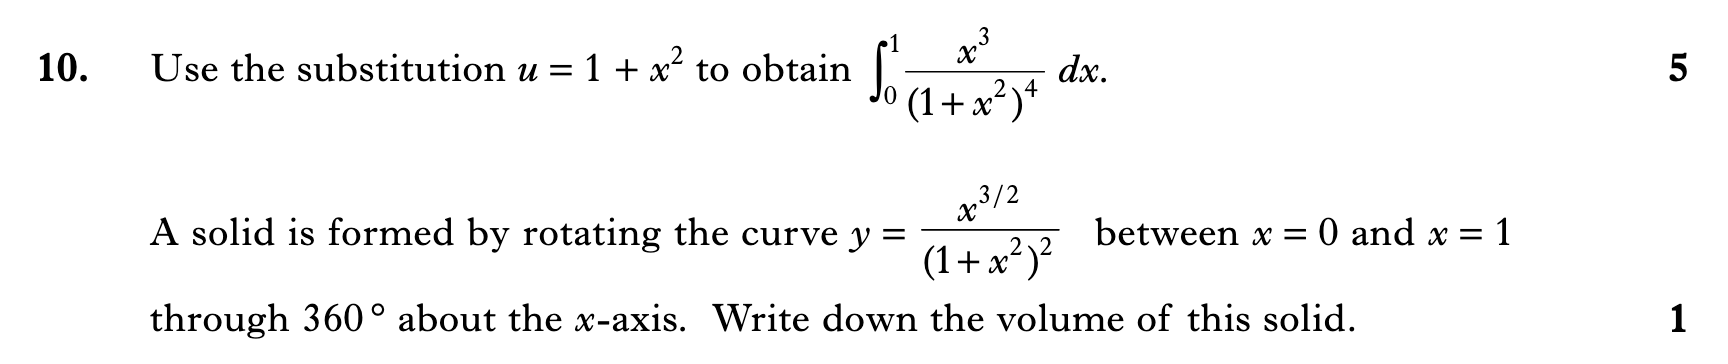 10. Use the substitution u = 1 + x² to obtain ∫₀¹ x³/(1 + x²)⁴ dx. 5
A solid is formed by rotating the curve y = x^{3/2}/(1 + x²)² between x = 0 and x = 1
through 360° about the x-axis. Write down the volume of this solid. 1